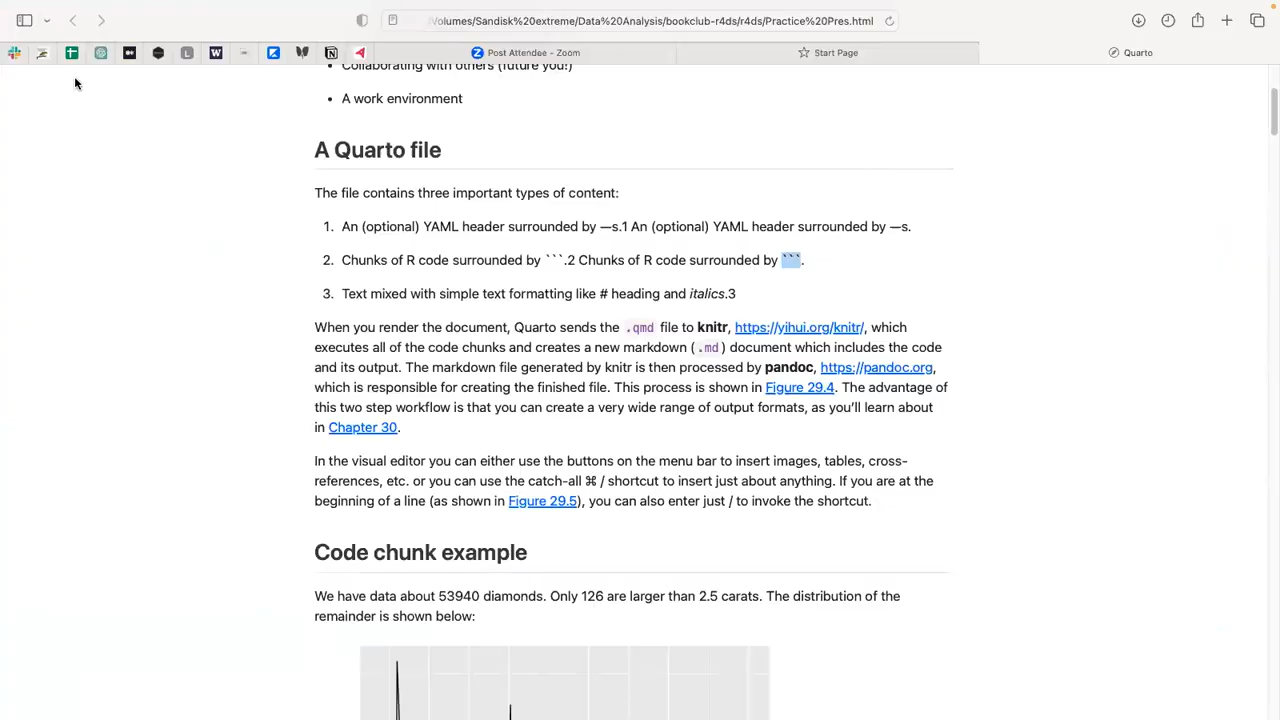 /Volumes/Sandisk%20extreme/Data%20Analysis/bookclub-r4ds/r4ds/Practice%20Pres.html
L
W
Post Attendee - Zoom
Start Page
Quarto
• Collaborating with others (future you!)
• A work environment
A Quarto file
The file contains three important types of content:
1. An (optional) YAML header surrounded by —s.1 An (optional) YAML header surrounded by —s.
2. Chunks of R code surrounded by ```.2 Chunks of R code surrounded by ```.
3. Text mixed with simple text formatting like # heading and italics.3
When you render the document, Quarto sends the .qmd file to knitr, https://yihui.org/knitr/, which
executes all of the code chunks and creates a new markdown (.md) document which includes the code
and its output. The markdown file generated by knitr is then processed by pandoc, https://pandoc.org,
which is responsible for creating the finished file. This process is shown in Figure 29.4. The advantage of
this two step workflow is that you can create a very wide range of output formats, as you’ll learn about
in Chapter 30.
In the visual editor you can either use the buttons on the menu bar to insert images, tables, cross-
references, etc. or you can use the catch-all ⌘ / shortcut to insert just about anything. If you are at the
beginning of a line (as shown in Figure 29.5), you can also enter just / to invoke the shortcut.
Code chunk example
We have data about 53940 diamonds. Only 126 are larger than 2.5 carats. The distribution of the
remainder is shown below: